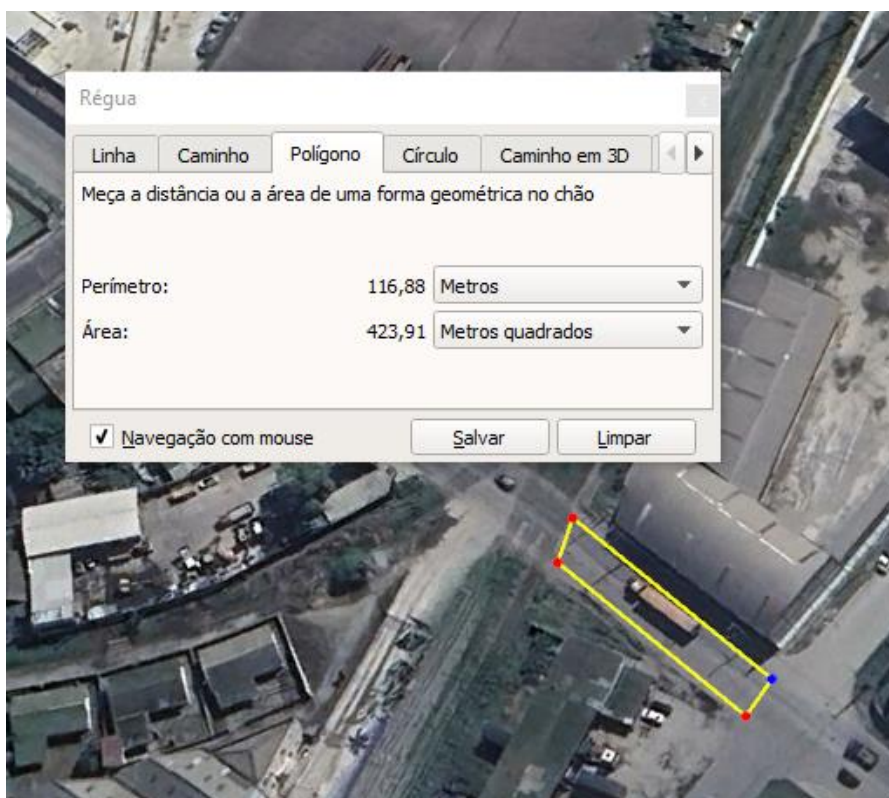 Régua
Linha Caminho Polígono Círculo Caminho em 3D
Meça a distância ou a área de uma forma geométrica no chão
Perímetro: 116,88 Metros
Área: 423,91 Metros quadrados
Navegação com mouse Salvar Limpar